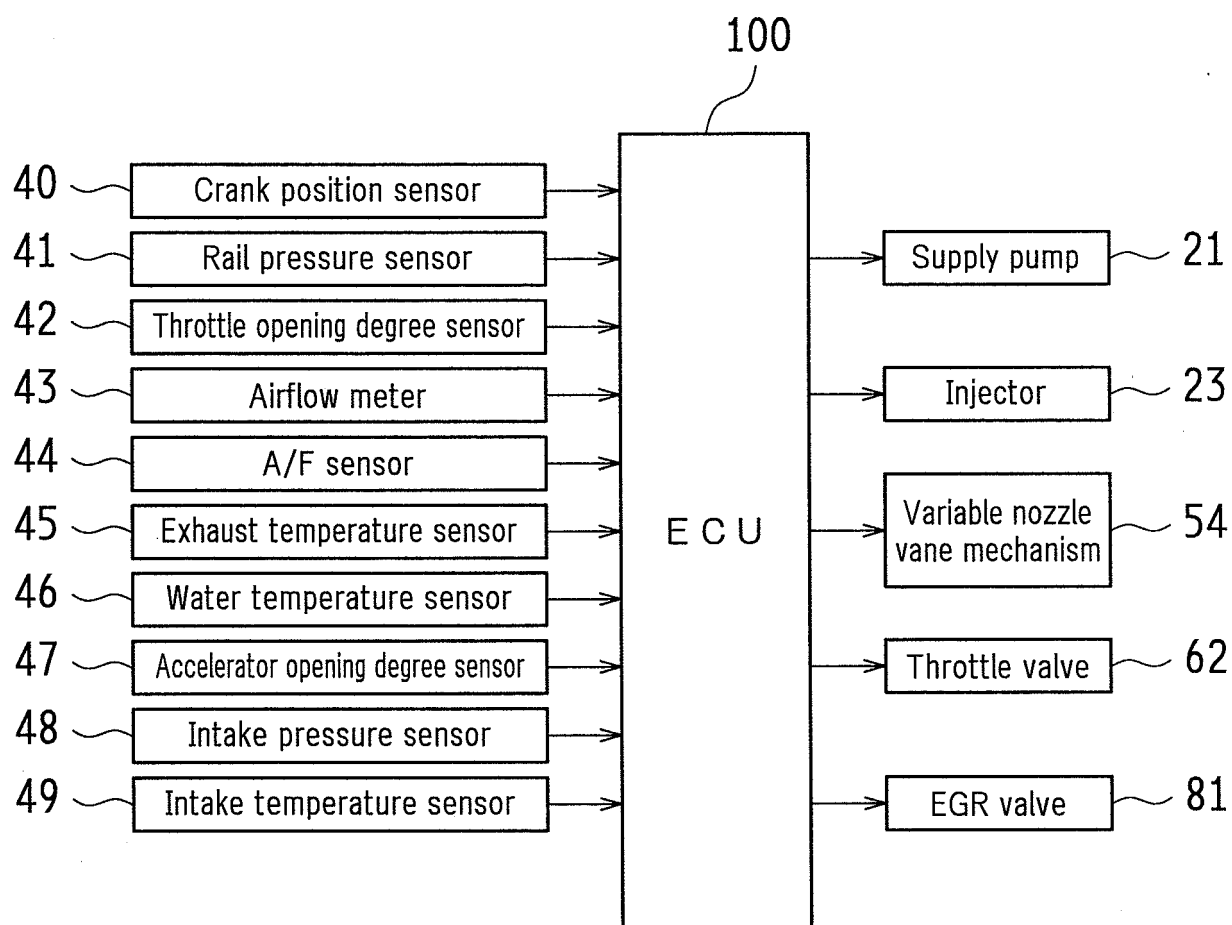 100
40 Crank position sensor
41 Rail pressure sensor
42 Throttle opening degree sensor
43 Airflow meter
44 A/F sensor
45 Exhaust temperature sensor
46 Water temperature sensor
47 Accelerator opening degree sensor
48 Intake pressure sensor
49 Intake temperature sensor
ECU
Supply pump 21
Injector 23
Variable nozzle
vane mechanism 54
Throttle valve 62
EGR valve 81